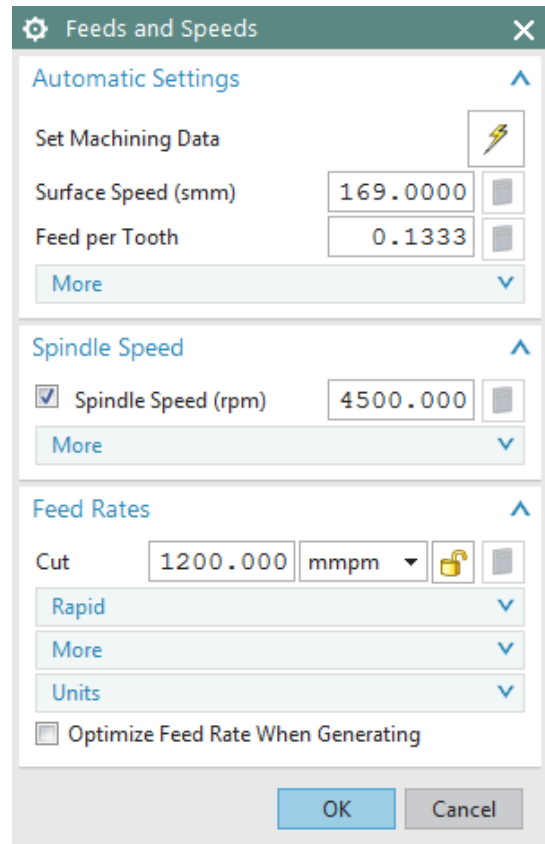 Feeds and Speeds
Automatic Settings
Set Machining Data
Surface Speed (smm) 169.0000
Feed per Tooth 0.1333
More
Spindle Speed
Spindle Speed (rpm) 4500.000
More
Feed Rates
Cut 1200.000 mmpm
Rapid
More
Units
Optimize Feed Rate When Generating
OK Cancel